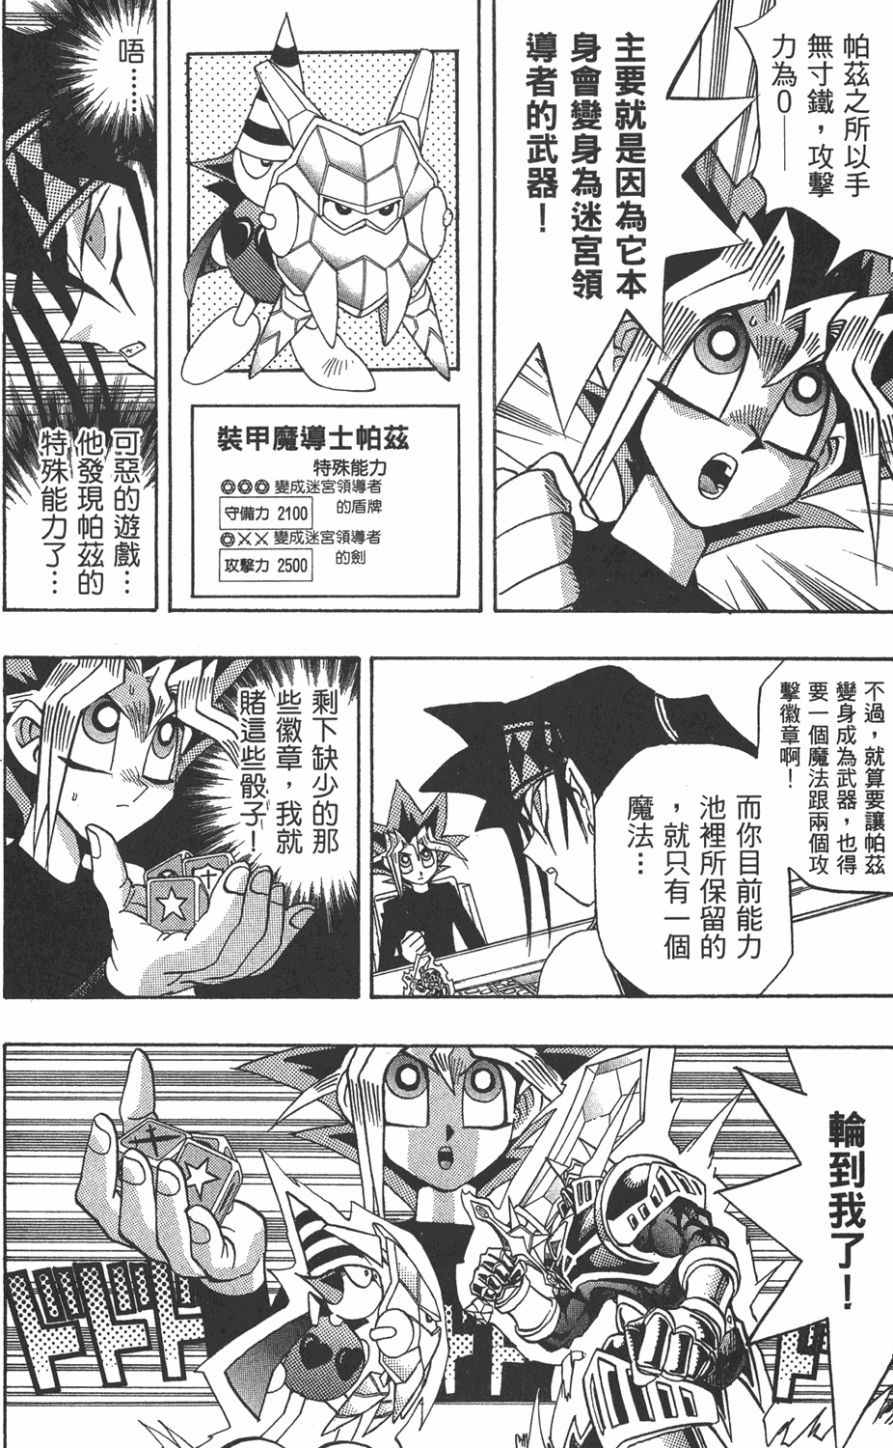 帕茲之所以手
無寸鐵，攻擊
力為0——
主要就是因為它本
身會變身為迷宮領
導者的武器！
裝甲魔導士帕茲
特殊能力
◎◎◎ 變成迷宮領導者
的盾牌
守備力 2100
◎✕✕ 變成迷宮領導者
的劍
攻擊力 2500
唔……
可惡的遊戲…
他發現帕茲的
特殊能力了…
不過，就算要讓帕茲
變身成為武器，也得
要一個魔法跟兩個攻
擊徽章啊！
而你目前能力
池裡所保留的
，就只有一個
魔法…
剩下缺少的那
些徽章，我就
賭這些骰子！
輪到我了！
ドドドド